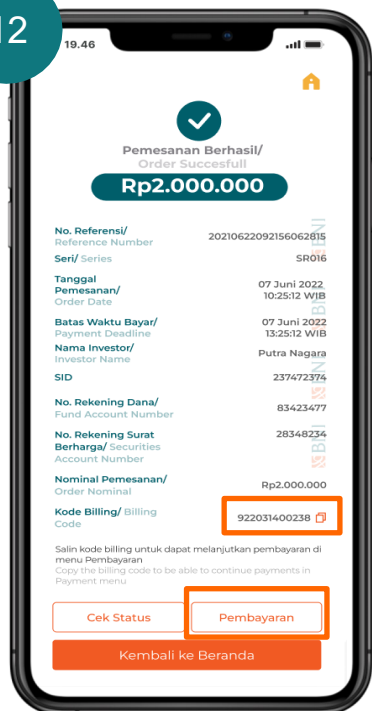 12
19.46
Pemesanan Berhasil/
Order Succesfull
Rp2.000.000
No. Referensi/
Reference Number
20210622092156062815
Seri/ Series
SR016
Tanggal
Pemesanan/
Order Date
07 Juni 2022
10:25:12 WIB
Batas Waktu Bayar/
Payment Deadline
07 Juni 2022
13:25:12 WIB
Nama Investor/
Investor Name
Putra Nagara
SID
237472374
No. Rekening Dana/
Fund Account Number
83423477
No. Rekening Surat
Berharga/ Securities
Account Number
28348234
Nominal Pemesanan/
Order Nominal
Rp2.000.000
Kode Billing/ Billing
Code
922031400238
Salin kode billing untuk dapat melanjutkan pembayaran di
menu Pembayaran
Copy the billing code to be able to continue payments in
Payment menu
Cek Status
Pembayaran
Kembali ke Beranda
BNI
BNI
BNI
BNI